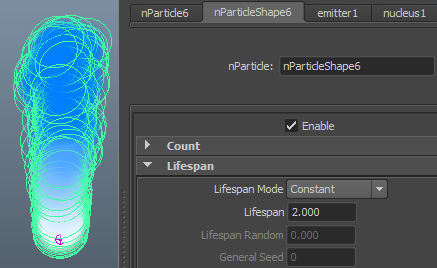 nParticle6 nParticleShape6 emitter1 nucleus1
nParticle: nParticleShape6
Enable
Count
Lifespan
Lifespan Mode Constant
Lifespan 2.000
Lifespan Random 0.000
General Seed 0